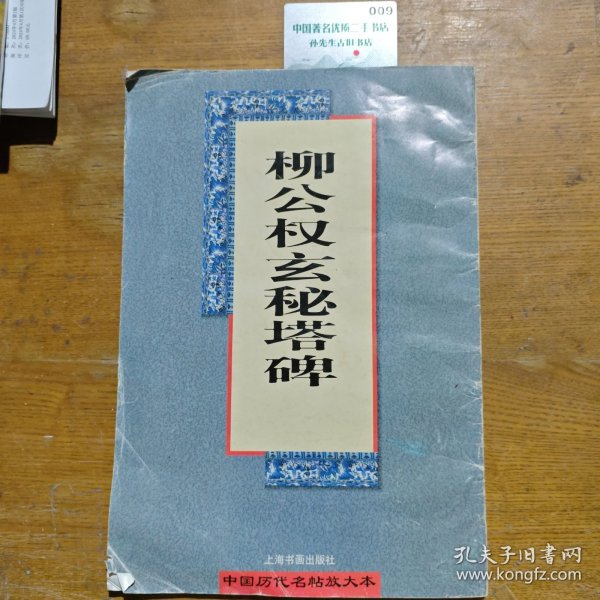 009
中国著名优质二手书店
孙先生古旧书店
柳公权玄秘塔碑
上海书画出版社
中国历代名帖放大本
孔夫子旧书网
www.kongfz.com